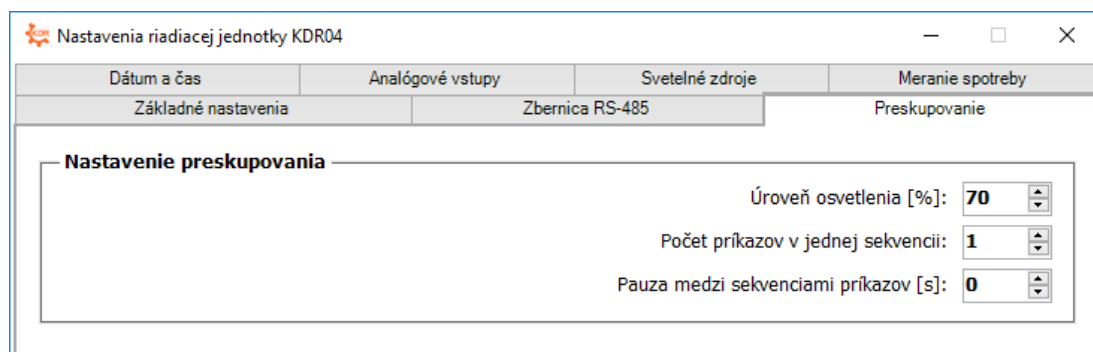 Nastavenia riadiacej jednotky KDR04
Dátum a čas Analógové vstupy Svetelné zdroje Meranie spotreby
Základné nastavenia Zbernica RS-485 Preskupovanie
Nastavenie preskupovania
Úroveň osvetlenia [%]: 70
Počet príkazov v jednej sekvencii: 1
Pauza medzi sekvenciami príkazov [s]: 0